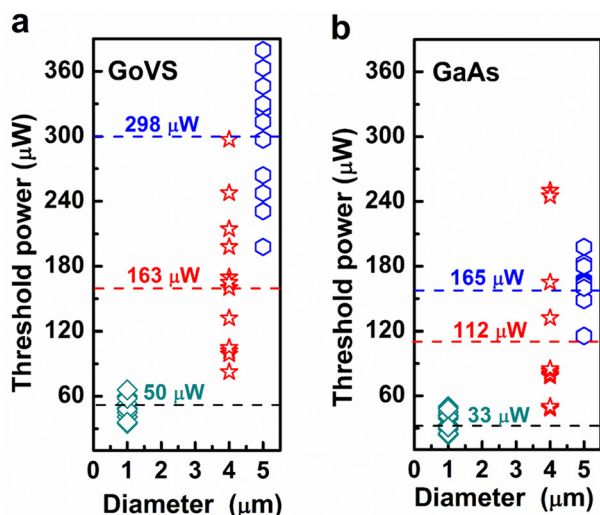 a
GoVS
Threshold power (μW)
360
300
240
180
120
60
298 μW
163 μW
50 μW
0 1 2 3 4 5
Diameter (μm)
b
GaAs
Threshold power (μW)
360
300
240
180
120
60
165 μW
112 μW
33 μW
0 1 2 3 4 5
Diameter (μm)